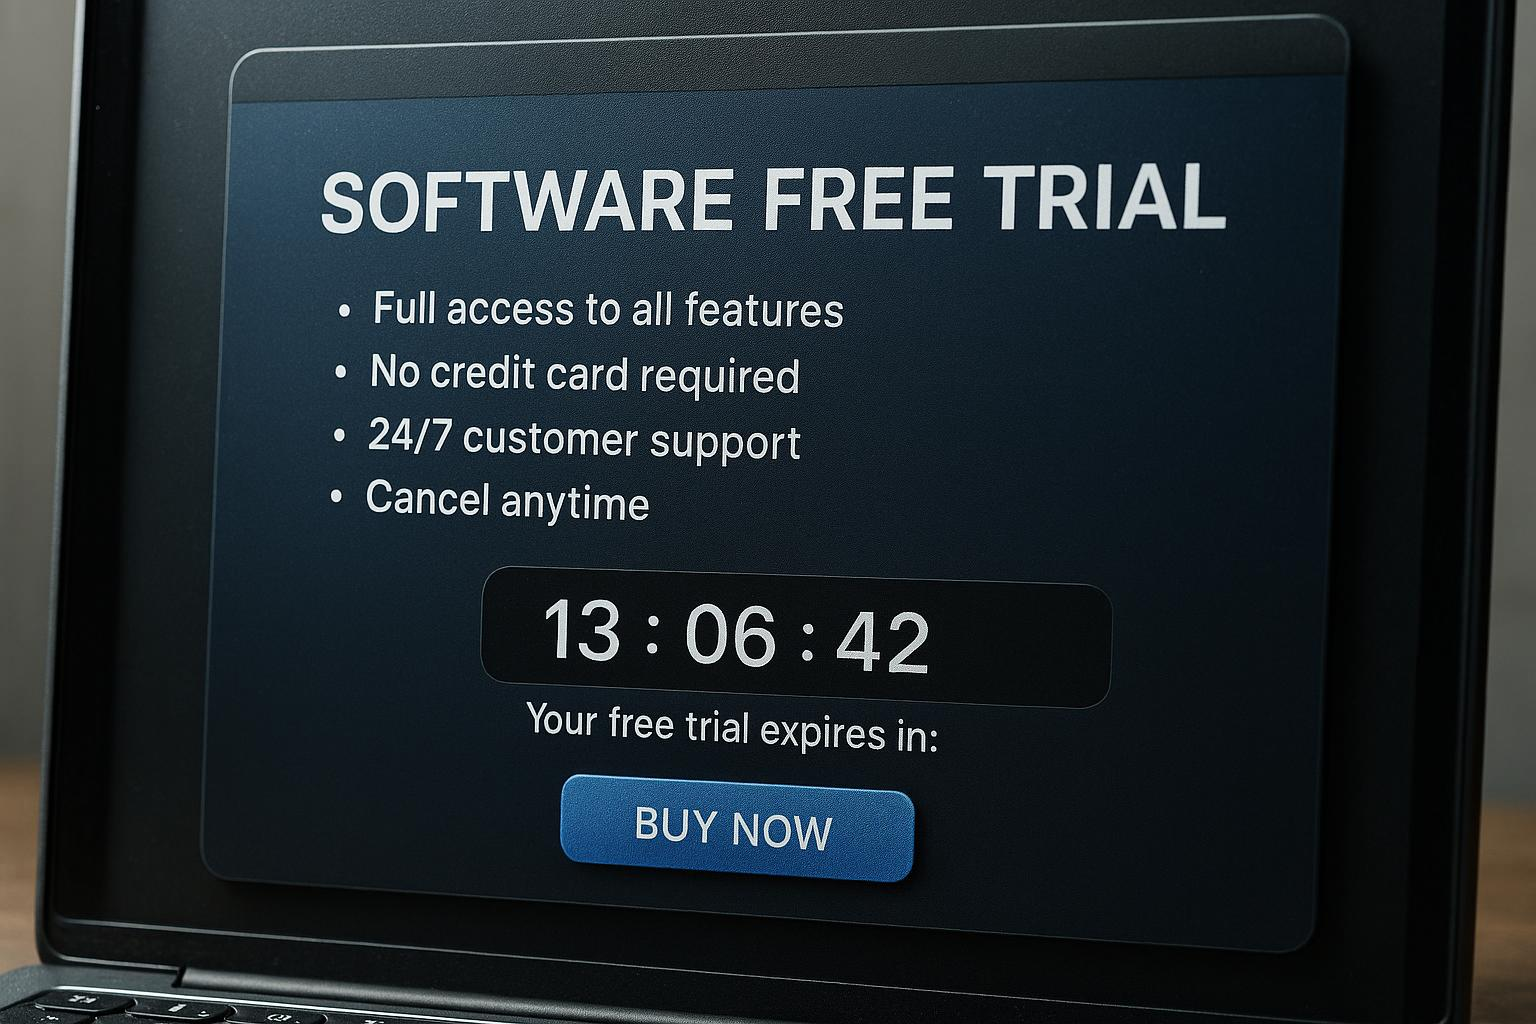 SOFTWARE FREE TRIAL
• Full access to all features
• No credit card required
• 24/7 customer support
• Cancel anytime
13 : 06 : 42
Your free trial expires in:
BUY NOW